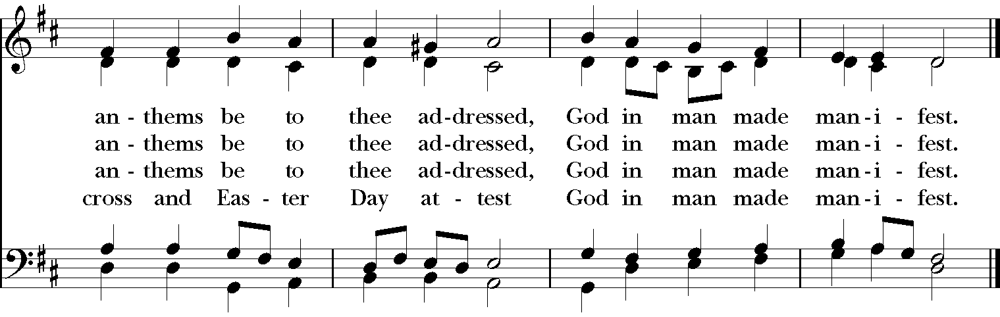 an - thems be to thee ad-dressed, God in man made man-i - fest.
an - thems be to thee ad-dressed, God in man made man-i - fest.
an - thems be to thee ad-dressed, God in man made man-i - fest.
cross and Eas - ter Day at - test God in man made man-i - fest.